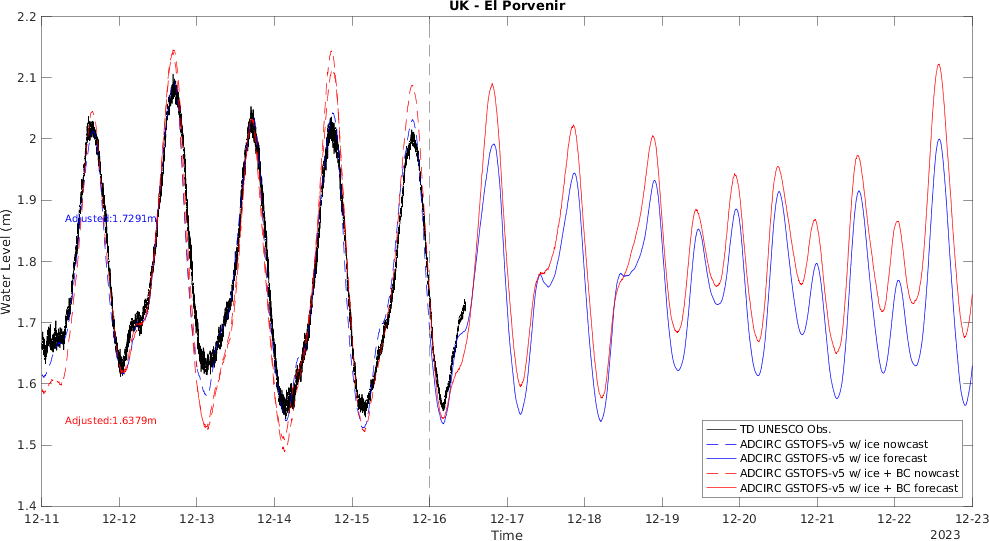 UK - El Porvenir
2.2
2.1
2
1.9
1.8
1.7
1.6
1.5
1.4
Water Level (m)
Adjusted:1.7291m
Adjusted:1.6379m
TD UNESCO Obs.
ADCIRC GSTOFS-v5 w/ ice nowcast
ADCIRC GSTOFS-v5 w/ ice forecast
ADCIRC GSTOFS-v5 w/ ice + BC nowcast
ADCIRC GSTOFS-v5 w/ ice + BC forecast
12-11 12-12 12-13 12-14 12-15 12-16 12-17 12-18 12-19 12-20 12-21 12-22 12-23
Time
2023